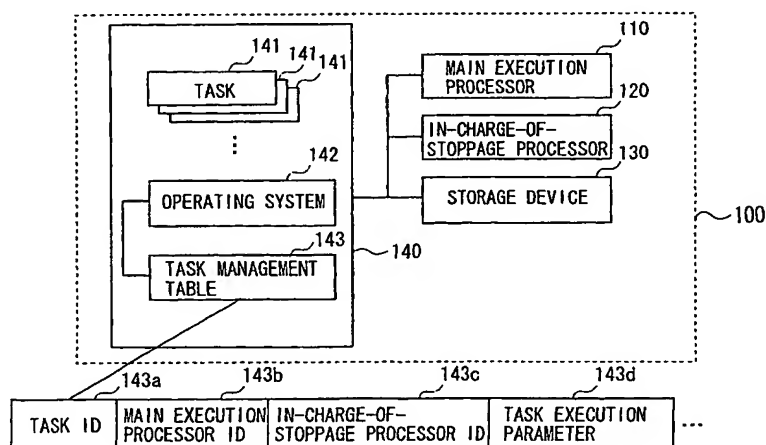 141
141
141
TASK
142
OPERATING SYSTEM
143
TASK MANAGEMENT
TABLE
140
110
MAIN EXECUTION
PROCESSOR
120
IN-CHARGE-OF-
STOPPAGE PROCESSOR
130
STORAGE DEVICE
100
143a
143b
143c
143d
TASK ID
MAIN EXECUTION
PROCESSOR ID
IN-CHARGE-OF-
STOPPAGE PROCESSOR ID
TASK EXECUTION
PARAMETER
...